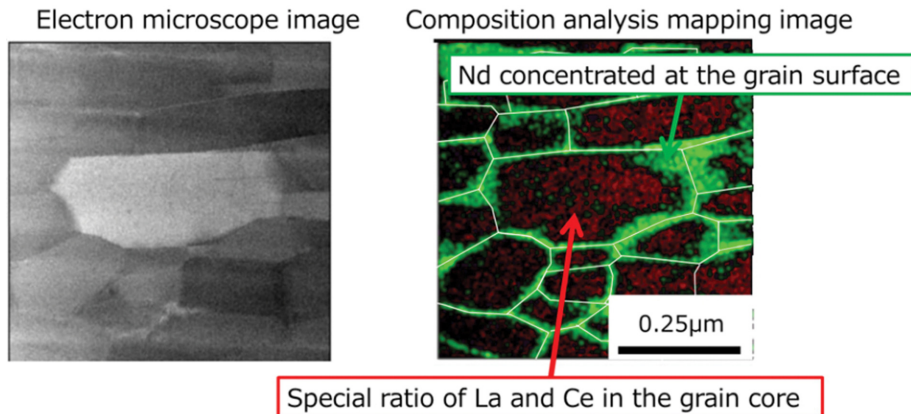 Electron microscope image
Composition analysis mapping image
Nd concentrated at the grain surface
0.25μm
Special ratio of La and Ce in the grain core